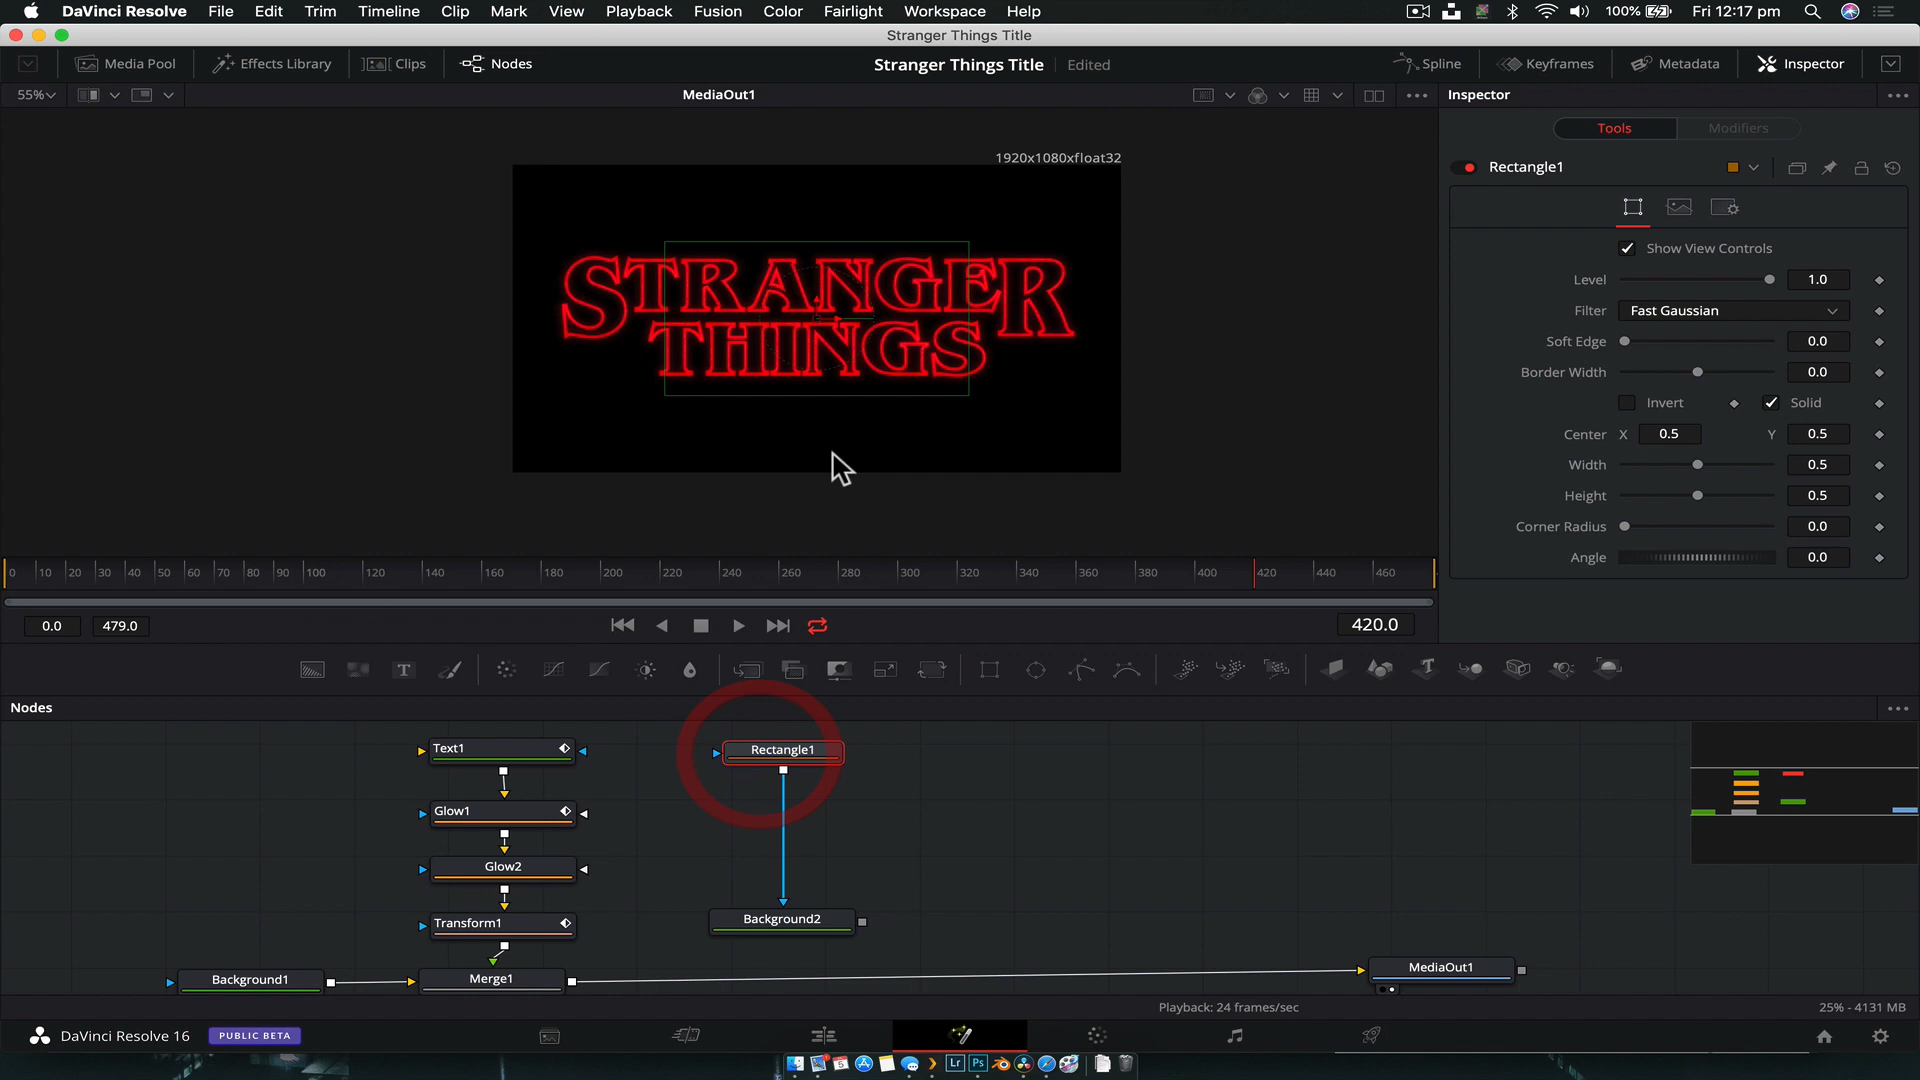 DaVinci Resolve File Edit Trim Timeline Clip Mark View Playback Fusion Color Fairlight Workspace Help 100% Fri 12:17 pm
Stranger Things Title
Media Pool Effects Library Clips Nodes Stranger Things Title Edited Spline Keyframes Metadata Inspector
55% MediaOut1 Inspector
Tools Modifiers
1920x1080xfloat32
Rectangle1
STRANGER
THINGS
Show View Controls
Level 1.0
Filter Fast Gaussian
Soft Edge 0.0
Border Width 0.0
Invert Solid
Center X 0.5 Y 0.5
Width 0.5
Height 0.5
Corner Radius 0.0
Angle 0.0
0 10 20 30 40 50 60 70 80 90 100 120 140 160 180 200 220 240 260 280 300 320 340 360 380 400 420 440 460
0.0 479.0 420.0
T
T
Nodes
Text1 Rectangle1
Glow1
Glow2
Transform1 Background2
Background1 Merge1 MediaOut1
Playback: 24 frames/sec 25% - 4131 MB
DaVinci Resolve 16 PUBLIC BETA
5 Lr Ps